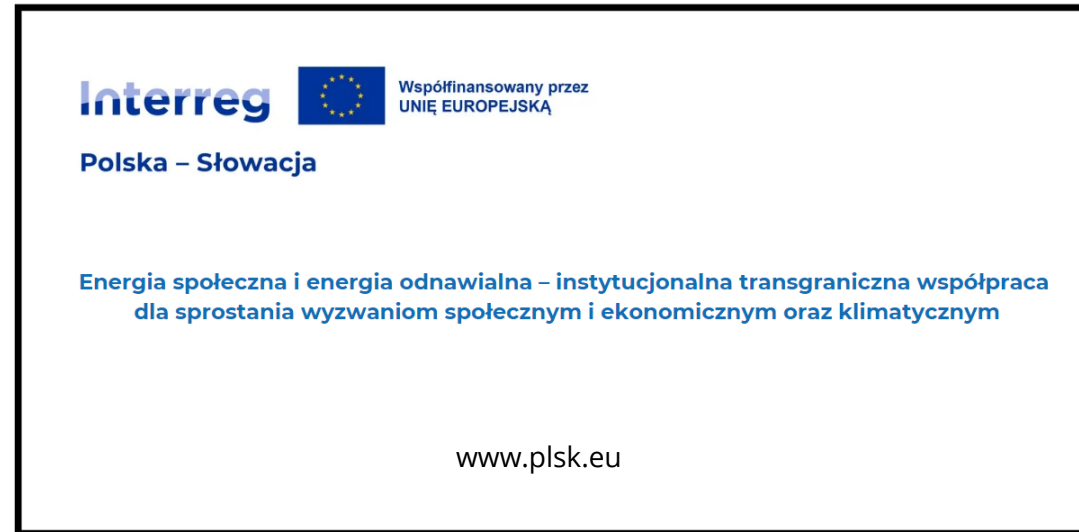 Interreg
Współfinansowany przez
UNIĘ EUROPEJSKĄ
Polska – Słowacja
Energia społeczna i energia odnawialna – instytucjonalna transgraniczna współpraca
dla sprostania wyzwaniom społecznym i ekonomicznym oraz klimatycznym
www.plsk.eu